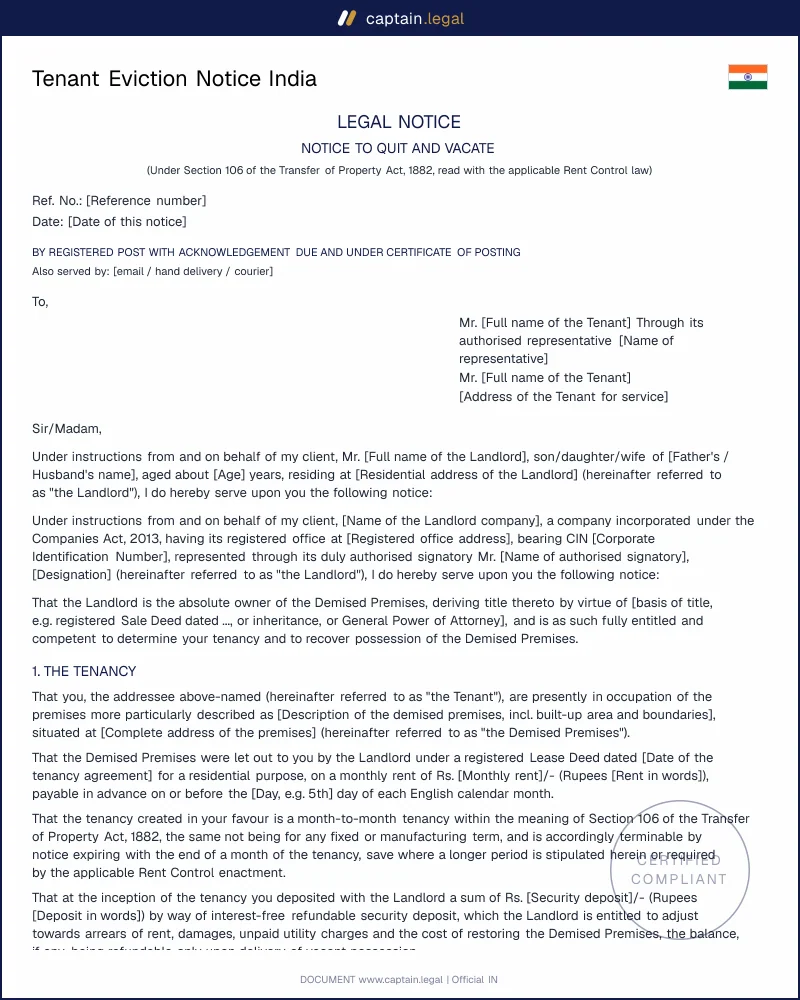 captain.legal
Tenant Eviction Notice India
LEGAL NOTICE
NOTICE TO QUIT AND VACATE
(Under Section 106 of the Transfer of Property Act, 1882, read with the applicable Rent Control law)
Ref. No.: [Reference number]
Date: [Date of this notice]
BY REGISTERED POST WITH ACKNOWLEDGEMENT DUE AND UNDER CERTIFICATE OF POSTING
Also served by: [email / hand delivery / courier]
To,
Mr. [Full name of the Tenant] Through its
authorised representative [Name of
representative]
Mr. [Full name of the Tenant]
[Address of the Tenant for service]
Sir/Madam,
Under instructions from and on behalf of my client, Mr. [Full name of the Landlord], son/daughter/wife of [Father's /
Husband's name], aged about [Age] years, residing at [Residential address of the Landlord] (hereinafter referred to
as "the Landlord"), I do hereby serve upon you the following notice:
Under instructions from and on behalf of my client, [Name of the Landlord company], a company incorporated under the
Companies Act, 2013, having its registered office at [Registered office address], bearing CIN [Corporate
Identification Number], represented through its duly authorised signatory Mr. [Name of authorised signatory],
[Designation] (hereinafter referred to as "the Landlord"), I do hereby serve upon you the following notice:
That the Landlord is the absolute owner of the Demised Premises, deriving title thereto by virtue of [basis of title,
e.g. registered Sale Deed dated ..., or inheritance, or General Power of Attorney], and is as such fully entitled and
competent to determine your tenancy and to recover possession of the Demised Premises.
1. THE TENANCY
That you, the addressee above-named (hereinafter referred to as "the Tenant"), are presently in occupation of the
premises more particularly described as [Description of the demised premises, incl. built-up area and boundaries],
situated at [Complete address of the premises] (hereinafter referred to as "the Demised Premises").
That the Demised Premises were let out to you by the Landlord under a registered Lease Deed dated [Date of the
tenancy agreement] for a residential purpose, on a monthly rent of Rs. [Monthly rent]/- (Rupees [Rent in words]),
payable in advance on or before the [Day, e.g. 5th] day of each English calendar month.
That the tenancy created in your favour is a month-to-month tenancy within the meaning of Section 106 of the Transfer
of Property Act, 1882, the same not being for any fixed or manufacturing term, and is accordingly terminable by
notice expiring with the end of a month of the tenancy, save where a longer period is stipulated herein or required
by the applicable Rent Control enactment.
That at the inception of the tenancy you deposited with the Landlord a sum of Rs. [Security deposit]/- (Rupees
[Deposit in words]) by way of interest-free refundable security deposit, which the Landlord is entitled to adjust
towards arrears of rent, damages, unpaid utility charges and the cost of restoring the Demised Premises, the balance,
if any, being refundable only upon delivery of vacant possession.
CERTIFIED
COMPLIANT
DOCUMENT www.captain.legal | Official IN